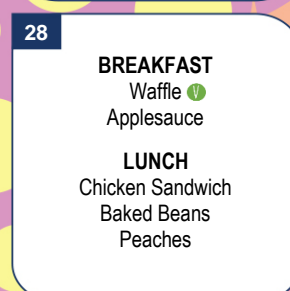 28
BREAKFAST
Waffle V
Applesauce
LUNCH
Chicken Sandwich
Baked Beans
Peaches